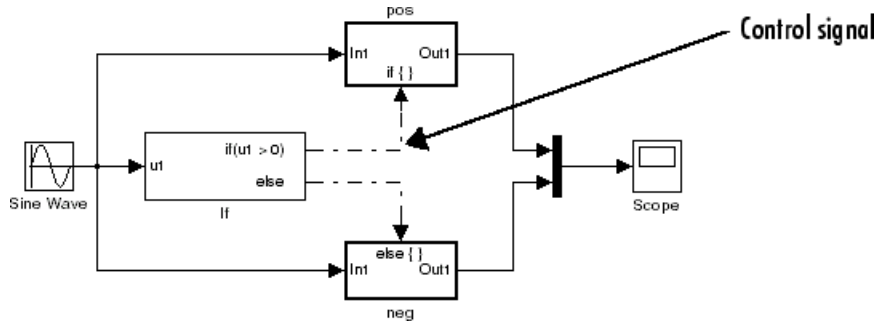 pos
Control signal
In1
Out1
if { }
if(u1 > 0)
u1
else
Sine Wave
If
Scope
else { }
In1
Out1
neg